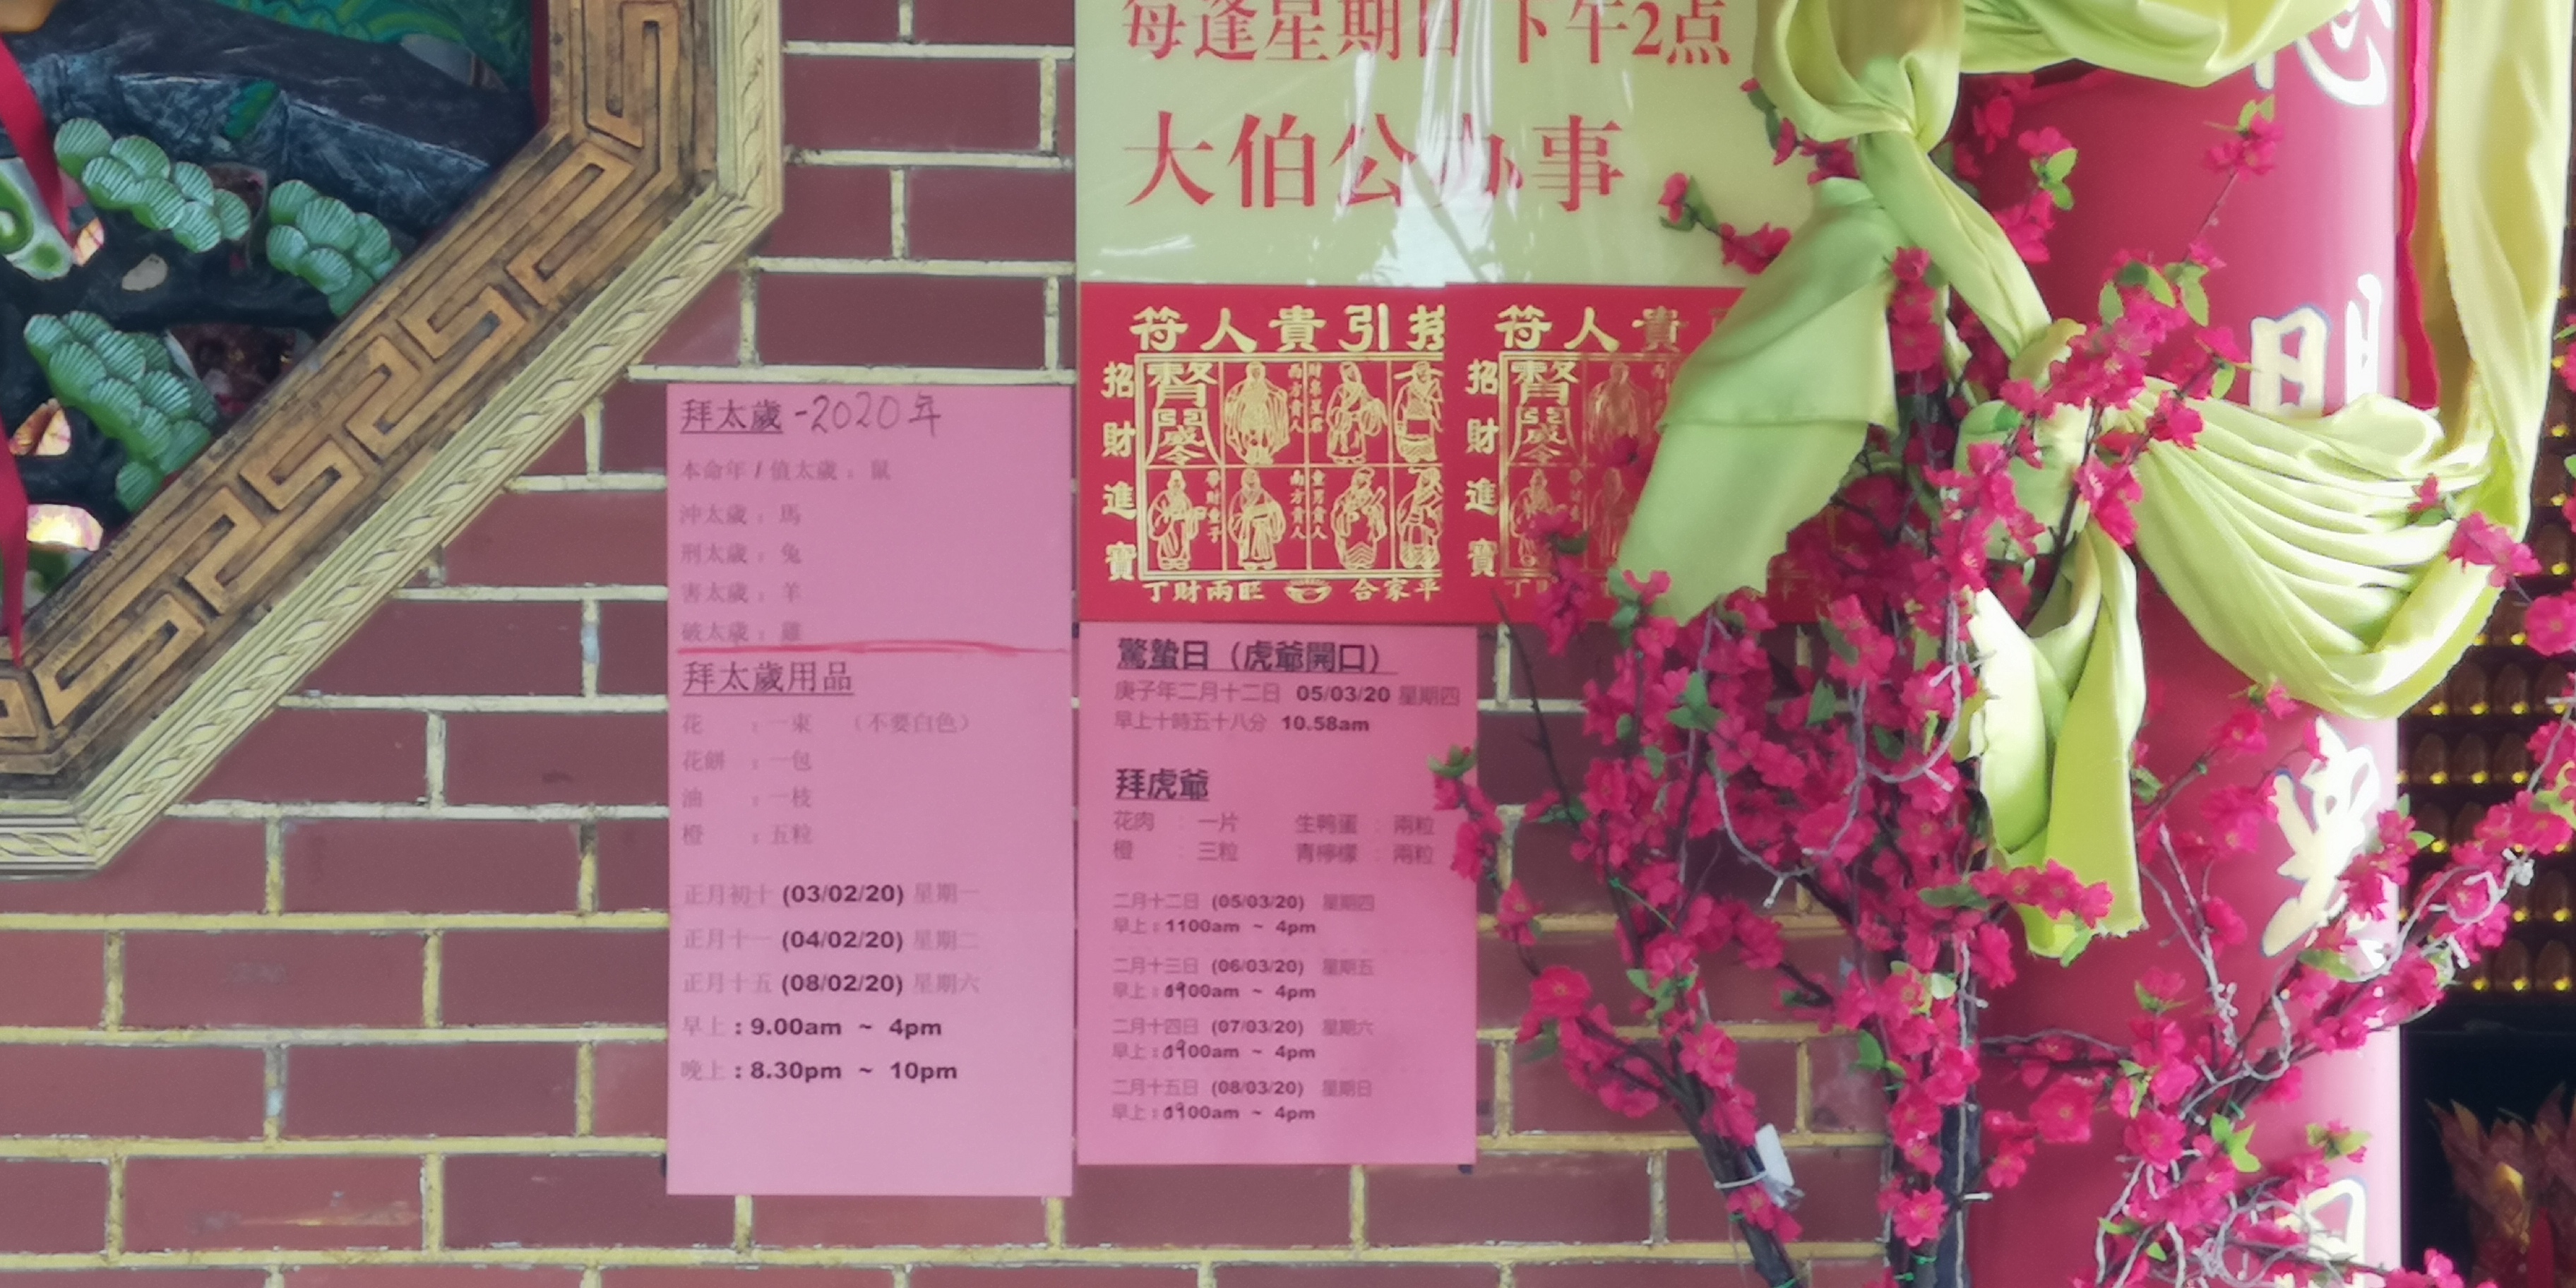 每逢星期日下午2点
大伯公办事
符人貴引
招財進寶
丁財兩旺 合家平
符人貴
招財進寶
拜太歲 -2020年
本命年 / 值太歲 : 鼠
沖太歲 : 馬
刑太歲 : 兔
害太歲 : 羊
破太歲 : 雞
拜太歲用品
花 : 一束 （不要白色）
花餅 : 一包
油 : 一枝
橙 : 五粒
正月初十 (03/02/20) 星期一
正月十一 (04/02/20) 星期二
正月十五 (08/02/20) 星期六
早上 : 9.00am ~ 4pm
晚上 : 8.30pm ~ 10pm
驚蟄日（虎爺開口）
庚子年二月十二日 05/03/20 星期四
早上十時五十八分 10.58am
拜虎爺
花肉 : 一片 生鴨蛋 : 兩粒
橙 : 三粒 青檸檬 : 兩粒
二月十二日 (05/03/20) 星期四
早上 : 1100am ~ 4pm
二月十三日 (06/03/20) 星期五
早上 : 00am ~ 4pm
二月十四日 (07/03/20) 星期六
早上 : 00am ~ 4pm
二月十五日 (08/03/20) 星期日
早上 : 00am ~ 4pm
明